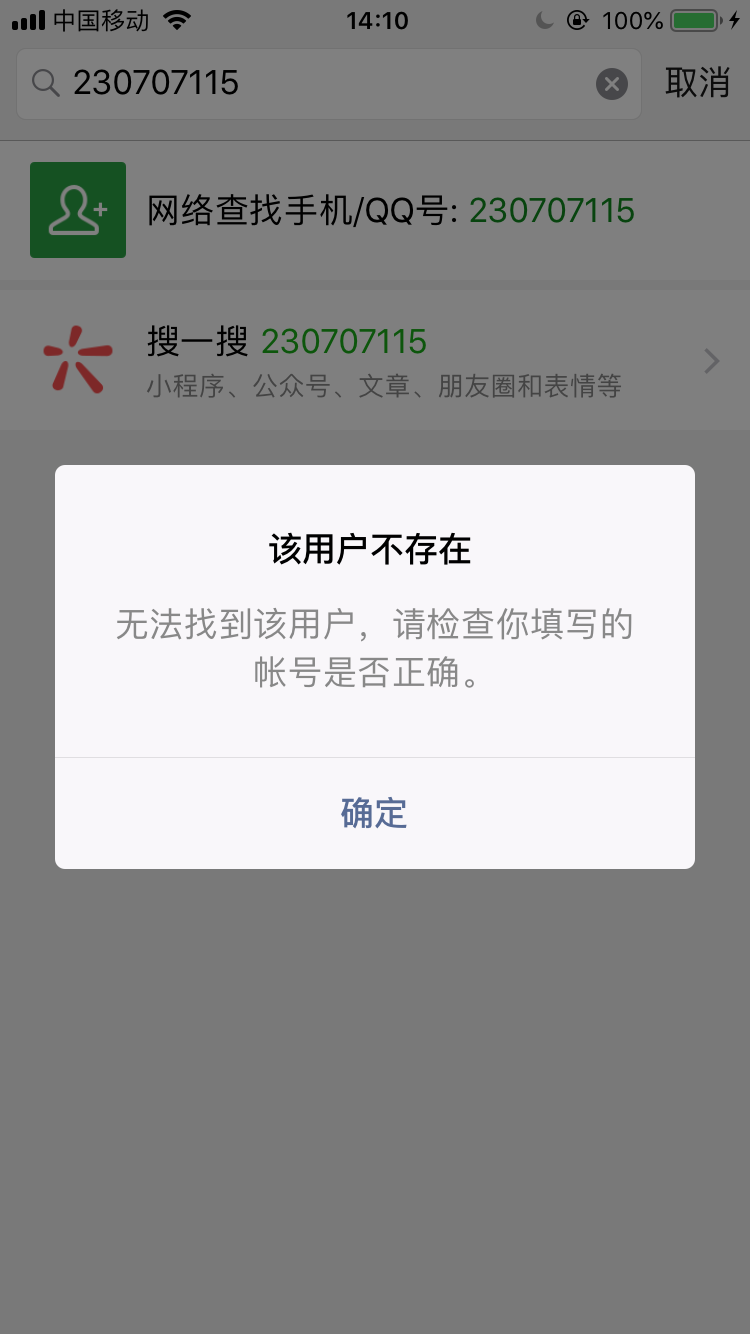 中国移动 14:10 100%
230707115 取消
网络查找手机/QQ号: 230707115
搜一搜 230707115
小程序、公众号、文章、朋友圈和表情等
该用户不存在
无法找到该用户，请检查你填写的
帐号是否正确。
确定